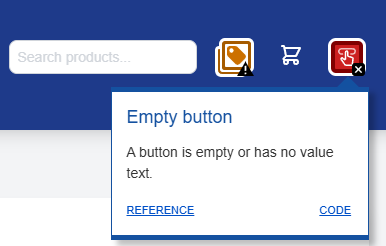 Search products...
Empty button
A button is empty or has no value
text.
REFERENCE
CODE